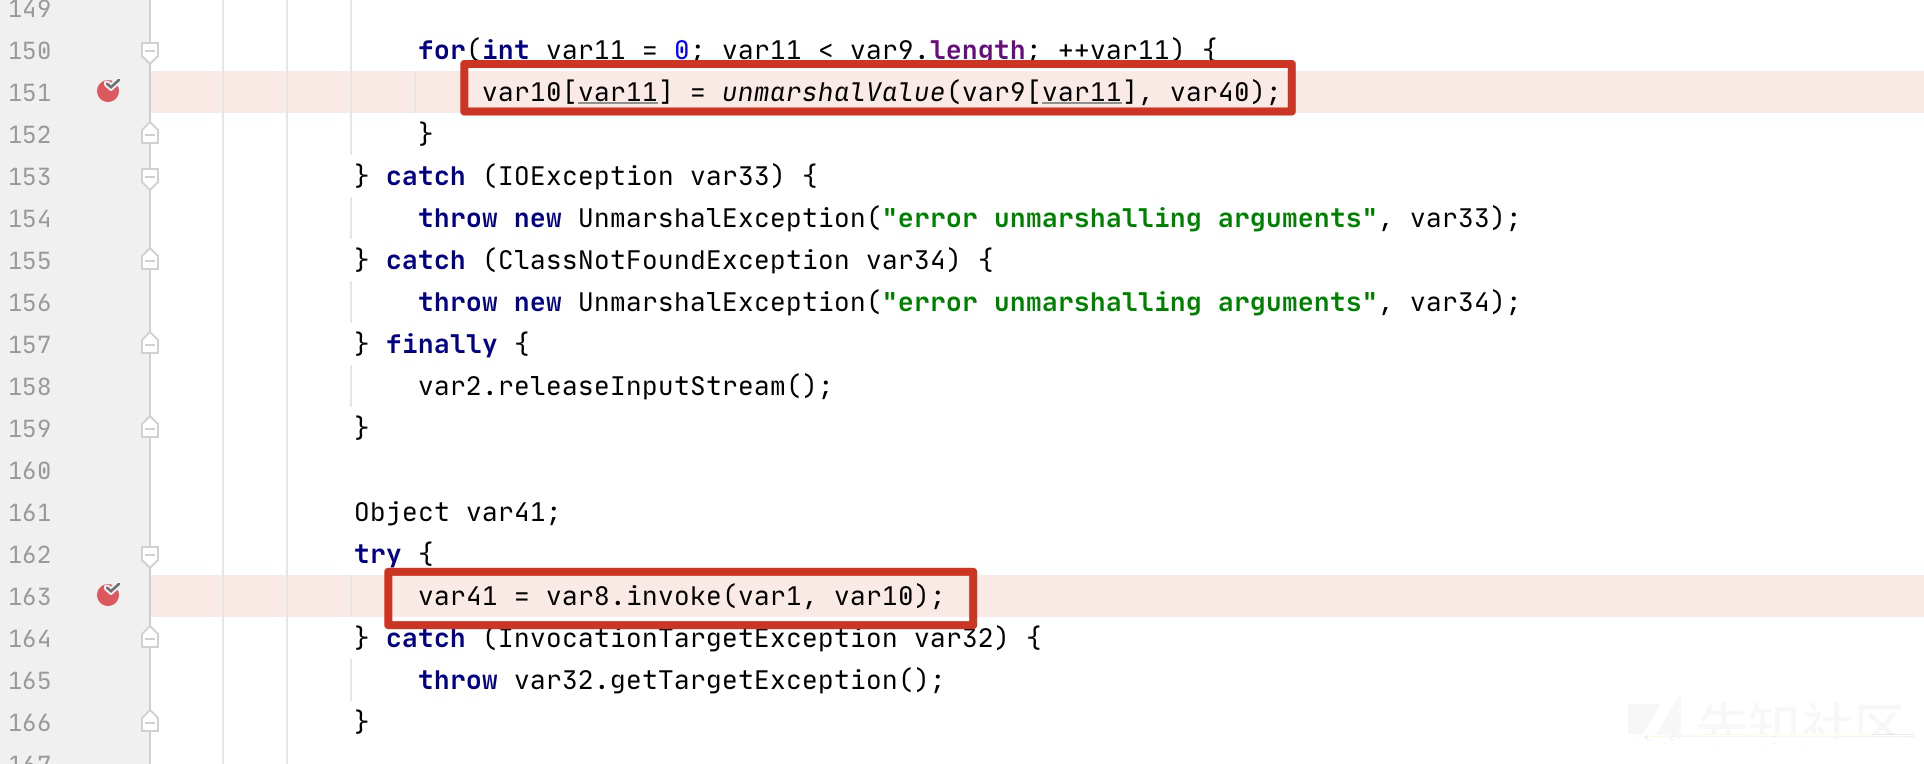 149
150 for(int var11 = 0; var11 < var9.length; ++var11) {
151 var10[var11] = unmarshalValue(var9[var11], var40);
152 }
153 } catch (IOException var33) {
154 throw new UnmarshalException("error unmarshalling arguments", var33);
155 } catch (ClassNotFoundException var34) {
156 throw new UnmarshalException("error unmarshalling arguments", var34);
157 } finally {
158 var2.releaseInputStream();
159 }
160
161 Object var41;
162 try {
163 var41 = var8.invoke(var1, var10);
164 } catch (InvocationTargetException var32) {
165 throw var32.getTargetException();
166 }
167
先知社区